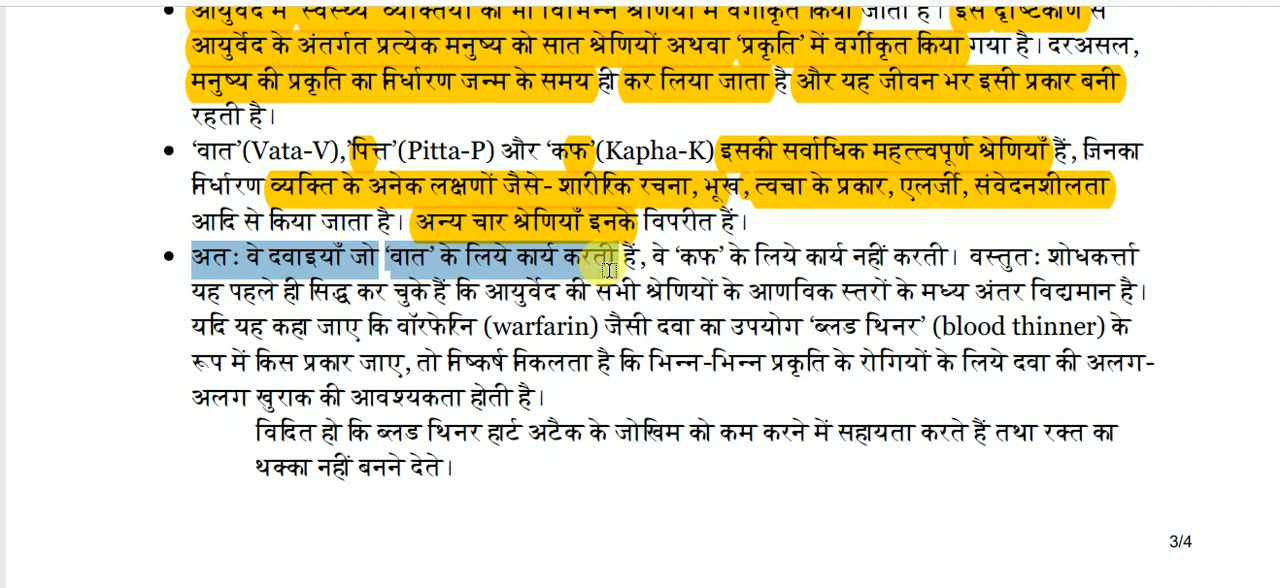 आयुर्वेद में 'स्वस्थ्य' व्यक्तियों को भी विभिन्न श्रेणियों में वर्गीकृत किया जाता है। इस दृष्टिकोण से
आयुर्वेद के अंतर्गत प्रत्येक मनुष्य को सात श्रेणियों अथवा 'प्रकृति' में वर्गीकृत किया गया है। दरअसल,
मनुष्य की प्रकृति का निर्धारण जन्म के समय ही कर लिया जाता है और यह जीवन भर इसी प्रकार बनी
रहती है।
• 'वात'(Vata-V),'पित्त'(Pitta-P) और 'कफ'(Kapha-K) इसकी सर्वाधिक महत्त्वपूर्ण श्रेणियाँ हैं, जिनका
निर्धारण व्यक्ति के अनेक लक्षणों जैसे- शारीरिक रचना, भूख, त्वचा के प्रकार, एलर्जी, संवेदनशीलता
आदि से किया जाता है। अन्य चार श्रेणियाँ इनके विपरीत हैं।
• अतः वे दवाइयाँ जो 'वात' के लिये कार्य करती हैं, वे 'कफ' के लिये कार्य नहीं करती। वस्तुतः शोधकर्त्ता
यह पहले ही सिद्ध कर चुके हैं कि आयुर्वेद की सभी श्रेणियों के आणविक स्तरों के मध्य अंतर विद्यमान है।
यदि यह कहा जाए कि वॉरफेरिन (warfarin) जैसी दवा का उपयोग 'ब्लड थिनर' (blood thinner) के
रूप में किस प्रकार जाए, तो निष्कर्ष निकलता है कि भिन्न-भिन्न प्रकृति के रोगियों के लिये दवा की अलग-
अलग खुराक की आवश्यकता होती है।
विदित हो कि ब्लड थिनर हार्ट अटैक के जोखिम को कम करने में सहायता करते हैं तथा रक्त का
थक्का नहीं बनने देते।
3/4